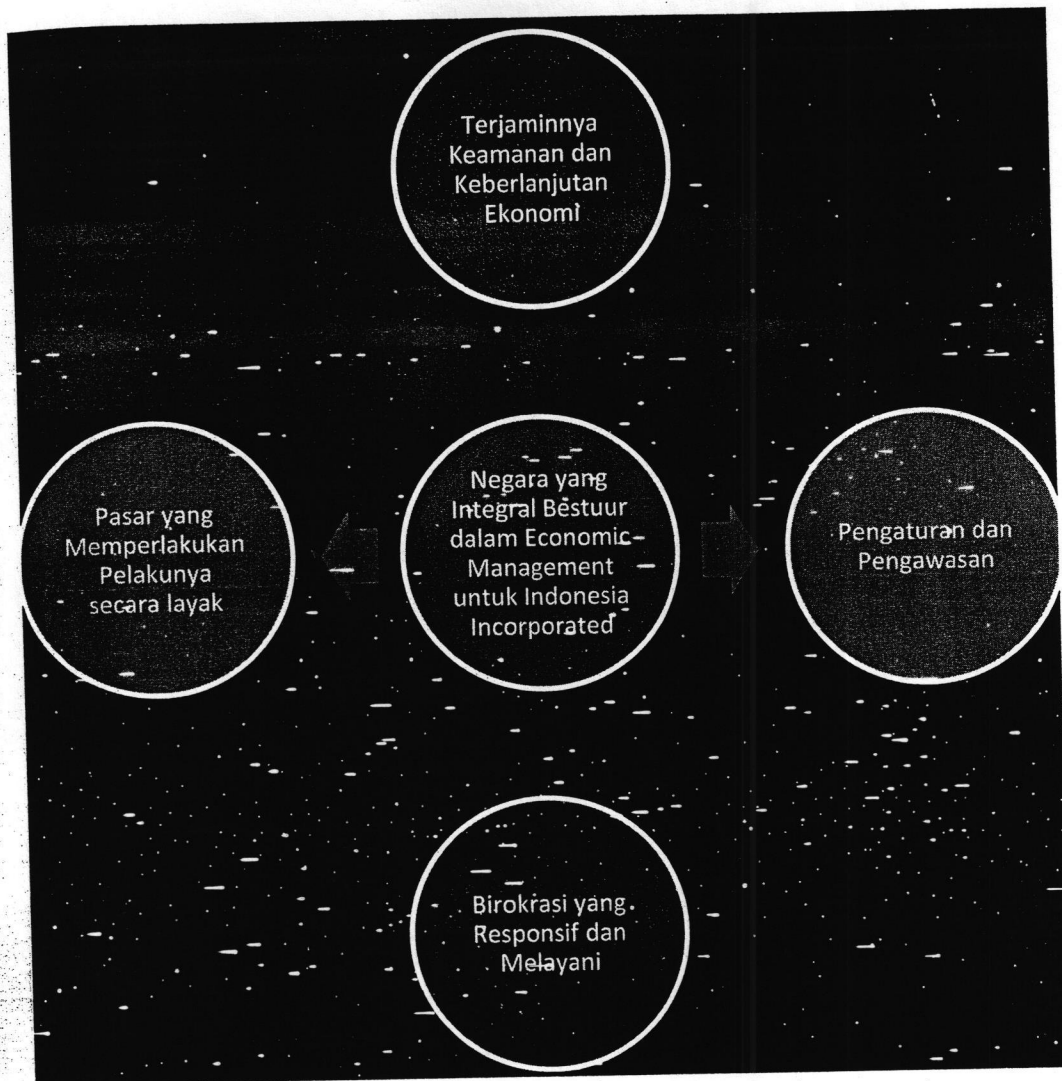 Terjaminnya
Keamanan dan
Keberlanjutan
Ekonomi
Pasar yang
Memperlakukan
Pelakunya
secara layak
Negara yang
Integral Bestuur
dalam Economic
Management
untuk Indonesia
Incorporated
Pengaturan dan
Pengawasan
Birokrasi yang
Responsif dan
Melayani